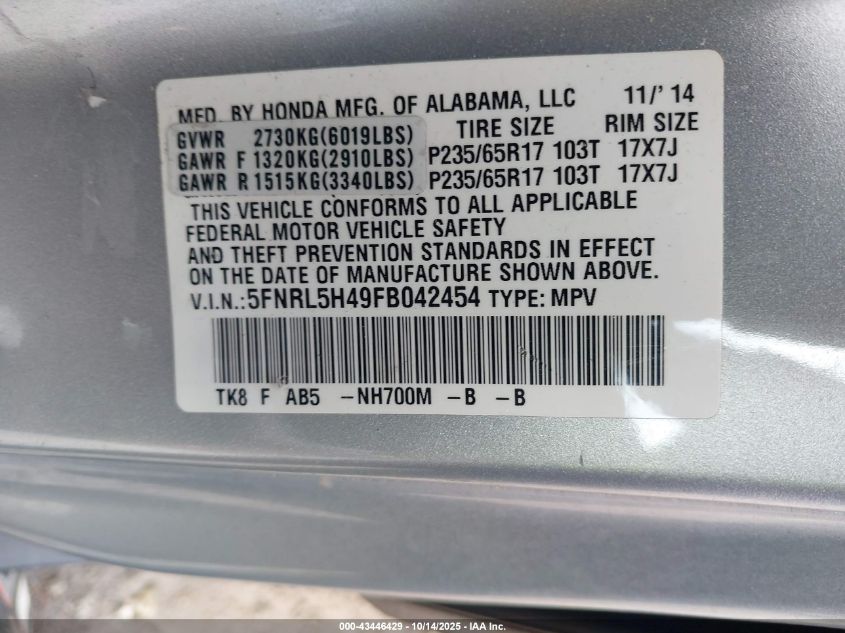 MFD. BY HONDA MFG. OF ALABAMA, LLC 11/' 14
GVWR 2730KG(6019LBS) TIRE SIZE RIM SIZE
GAWR F 1320KG(2910LBS) P235/65R17 103T 17X7J
GAWR R 1515KG(3340LBS) P235/65R17 103T 17X7J
THIS VEHICLE CONFORMS TO ALL APPLICABLE
FEDERAL MOTOR VEHICLE SAFETY
AND THEFT PREVENTION STANDARDS IN EFFECT
ON THE DATE OF MANUFACTURE SHOWN ABOVE.
V.I.N.:5FNRL5H49FB042454 TYPE: MPV
TK8 F AB5 -NH700M -B -B
000-43446429 - 10/14/2025 - IAA Inc.